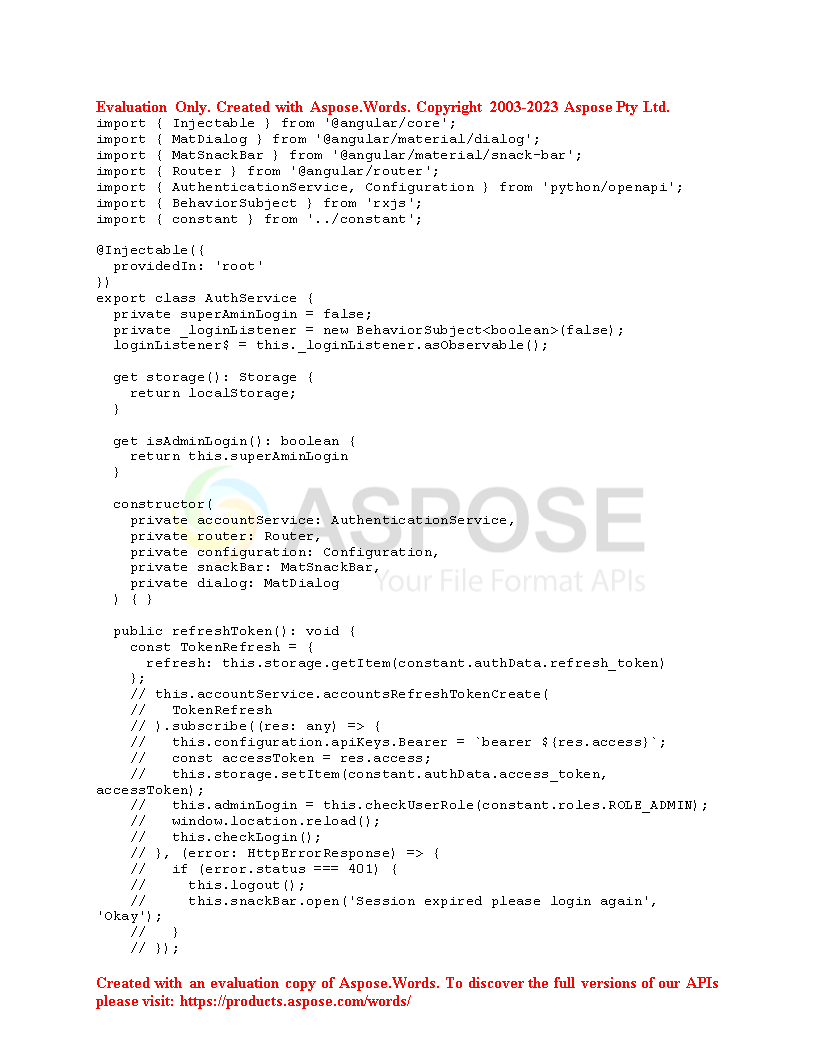 Evaluation Only. Created with Aspose.Words. Copyright 2003-2023 Aspose Pty Ltd.
import { Injectable } from '@angular/core';
import { MatDialog } from '@angular/material/dialog';
import { MatSnackBar } from '@angular/material/snack-bar';
import { Router } from '@angular/router';
import { AuthenticationService, Configuration } from 'python/openapi';
import { BehaviorSubject } from 'rxjs';
import { constant } from '../constant';

@Injectable({
  providedIn: 'root'
})
export class AuthService {
  private superAminLogin = false;
  private _loginListener = new BehaviorSubject<boolean>(false);
  loginListener$ = this._loginListener.asObservable();

  get storage(): Storage {
    return localStorage;
  }

  get isAdminLogin(): boolean {
    return this.superAminLogin
  }

  constructor(
    private accountService: AuthenticationService,
    private router: Router,
    private configuration: Configuration,
    private snackBar: MatSnackBar,
    private dialog: MatDialog
  ) { }
ASPOSE
Your File Format APIs

  public refreshToken(): void {
    const TokenRefresh = {
      refresh: this.storage.getItem(constant.authData.refresh_token)
    };
    // this.accountService.accountsRefreshTokenCreate(
    //   TokenRefresh
    // ).subscribe((res: any) => {
    //   this.configuration.apiKeys.Bearer = `bearer ${res.access}`;
    //   const accessToken = res.access;
    //   this.storage.setItem(constant.authData.access_token,
accessToken);
    //   this.adminLogin = this.checkUserRole(constant.roles.ROLE_ADMIN);
    //   window.location.reload();
    //   this.checkLogin();
    // }, (error: HttpErrorResponse) => {
    //   if (error.status === 401) {
    //     this.logout();
    //     this.snackBar.open('Session expired please login again',
'Okay');
    //   }
    // });
Created with an evaluation copy of Aspose.Words. To discover the full versions of our APIs
please visit: https://products.aspose.com/words/